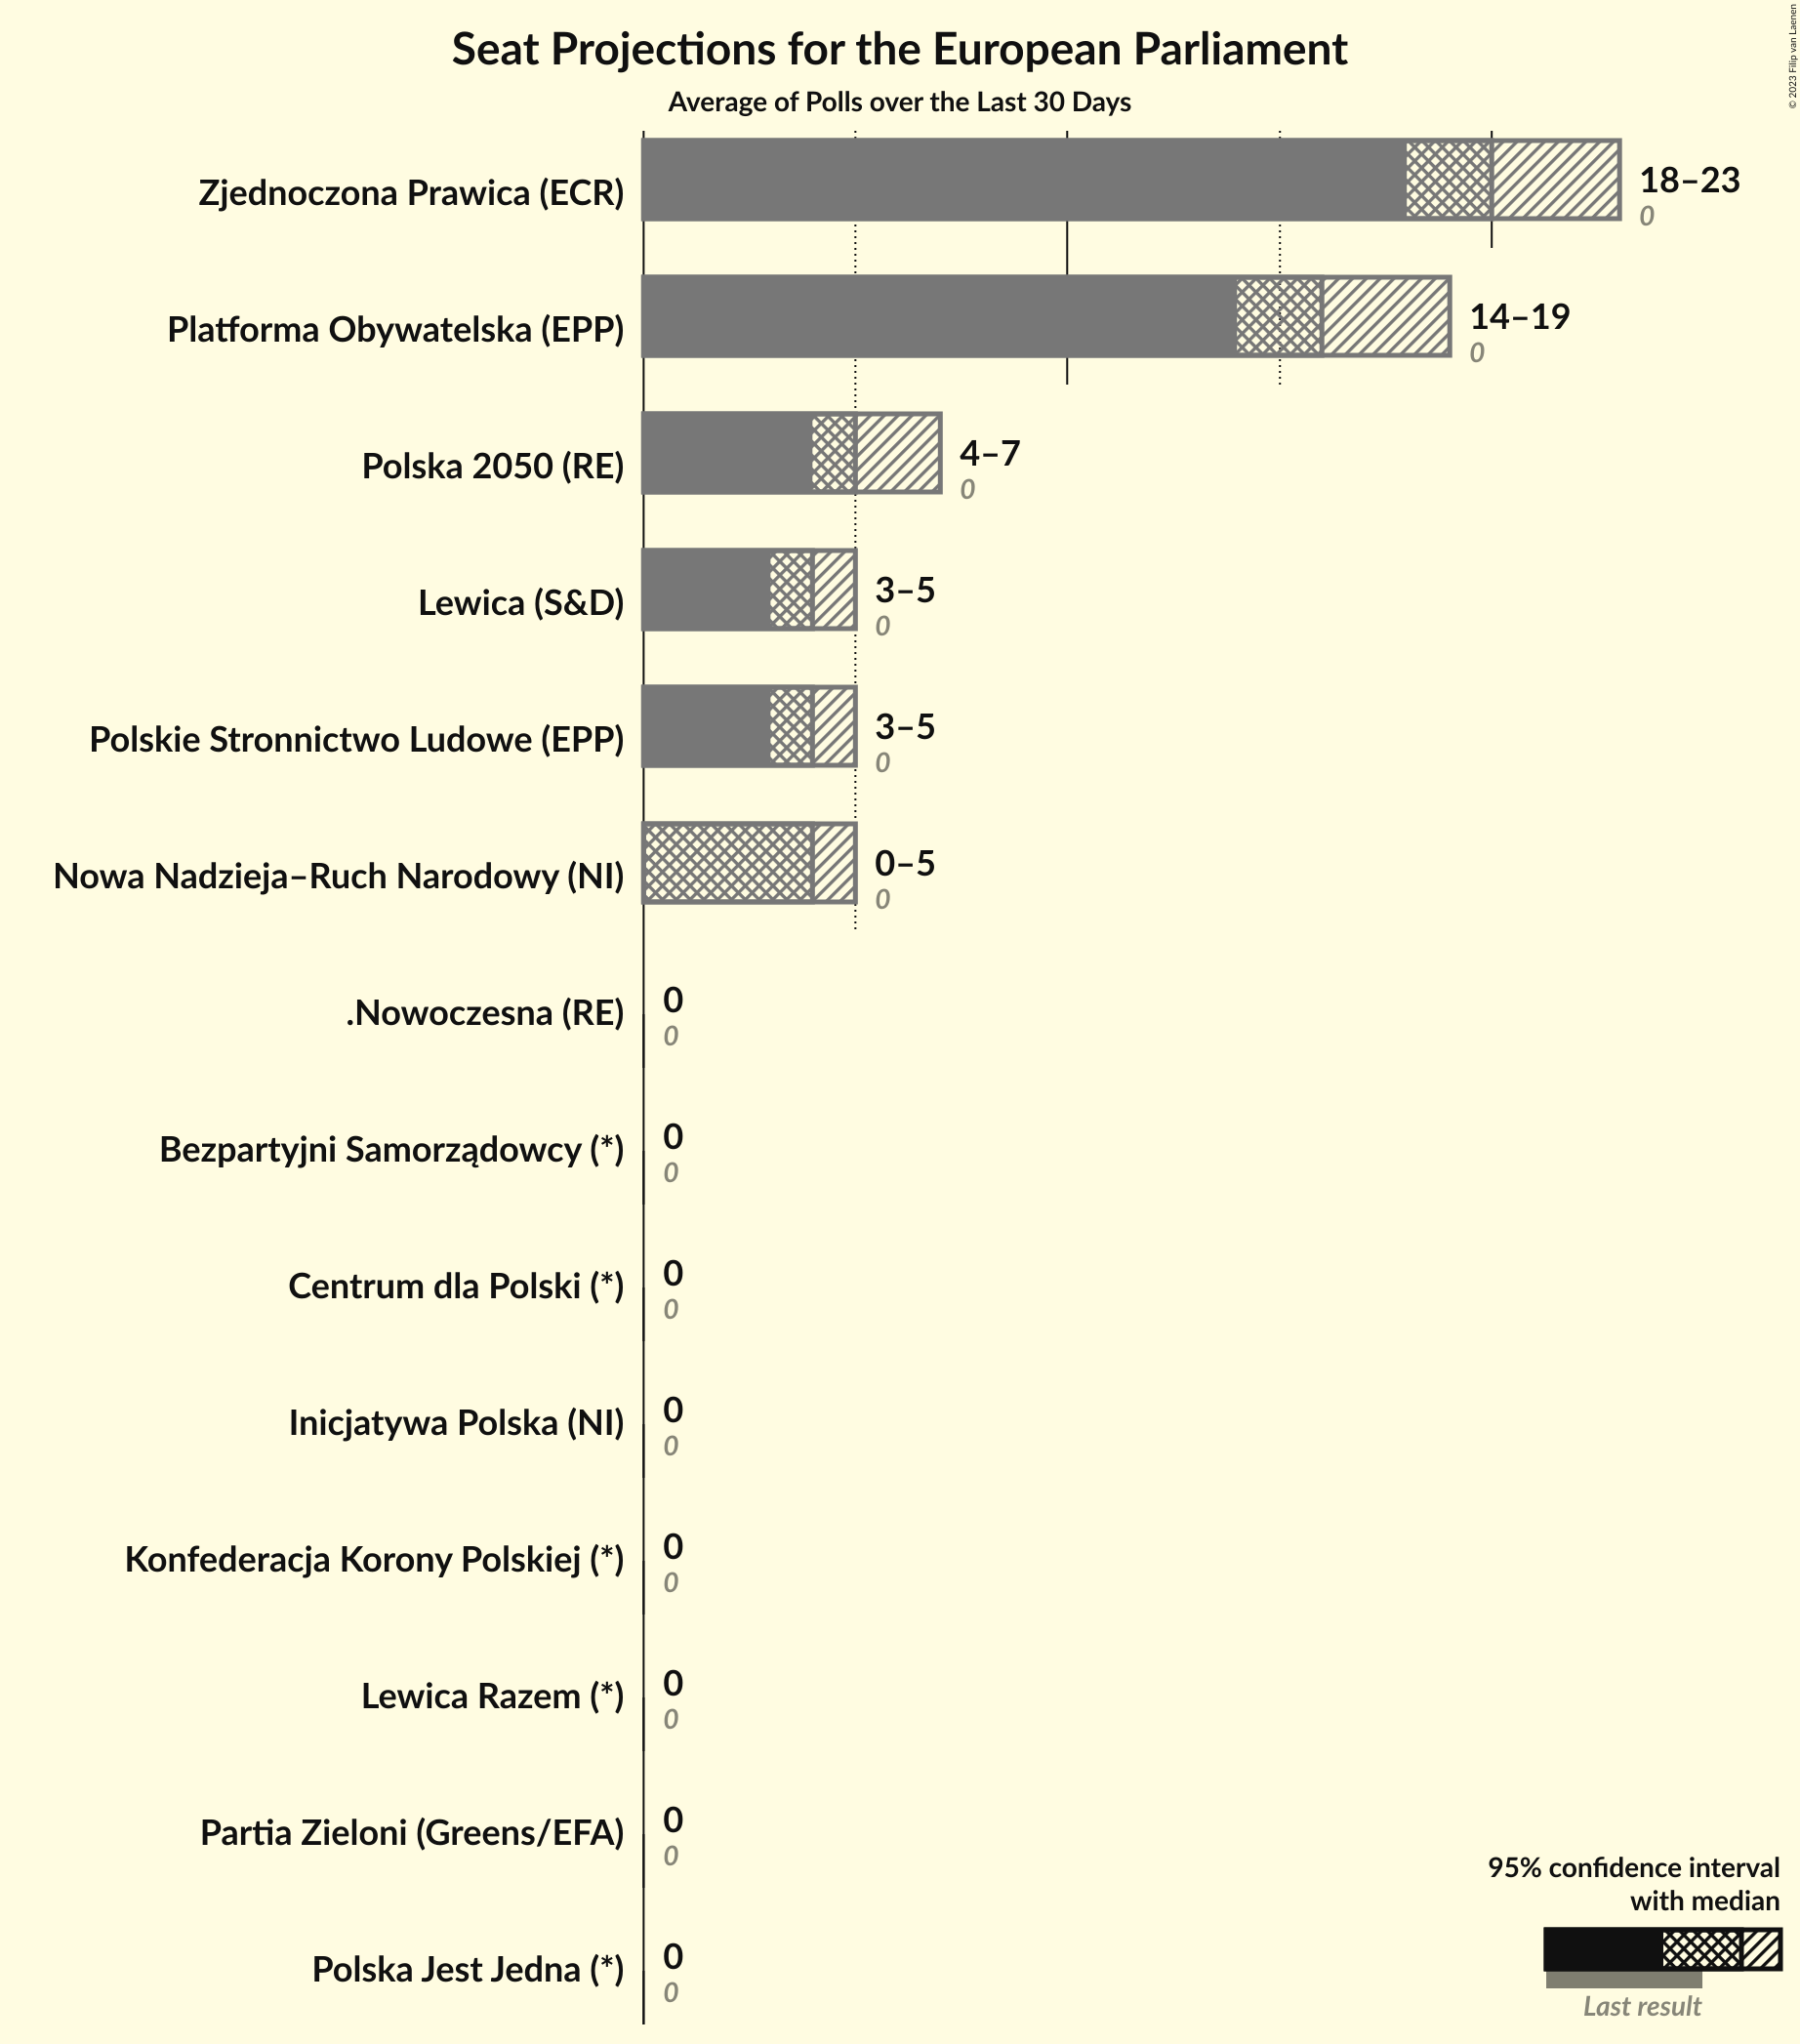 Seat Projections for the European Parliament
Average of Polls over the Last 30 Days
© 2023 Filip van Laenen
Zjednoczona Prawica (ECR)
18–23
0
Platforma Obywatelska (EPP)
14–19
0
Polska 2050 (RE)
4–7
0
Lewica (S&D)
3–5
0
Polskie Stronnictwo Ludowe (EPP)
3–5
0
Nowa Nadzieja–Ruch Narodowy (NI)
0–5
0
.Nowoczesna (RE)
0
0
Bezpartyjni Samorządowcy (*)
0
0
Centrum dla Polski (*)
0
0
Inicjatywa Polska (NI)
0
0
Konfederacja Korony Polskiej (*)
0
0
Lewica Razem (*)
0
0
Partia Zieloni (Greens/EFA)
0
0
Polska Jest Jedna (*)
0
0
95% confidence interval
with median
Last result